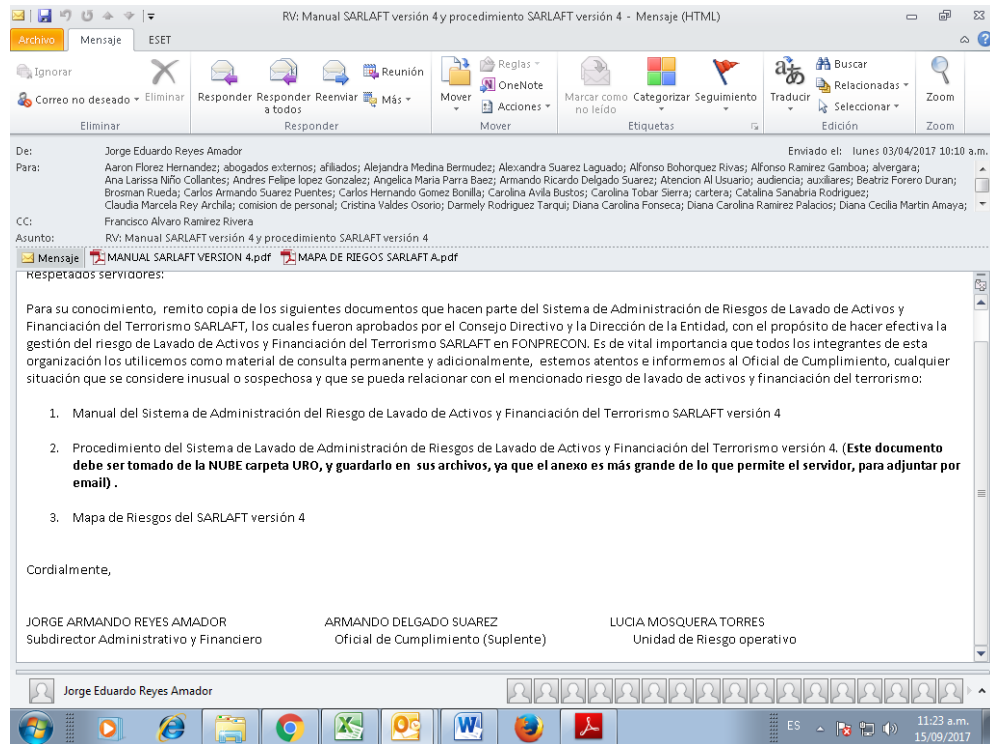 RV: Manual SARLAFT versión 4 y procedimiento SARLAFT versión 4 - Mensaje (HTML)
Archivo Mensaje ESET
Ignorar
Correo no deseado
Eliminar
Responder
Responder a todos
Reenviar
Reunión
Más
Mover
Reglas
OneNote
Acciones
Marcar como no leído
Categorizar
Seguimiento
Traducir
Buscar
Relacionadas
Seleccionar
Zoom
Eliminar Responder Mover Etiquetas Edición Zoom
De: Jorge Eduardo Reyes Amador Enviado el: lunes 03/04/2017 10:10 a.m.
Para: Aaron Florez Hernandez; abogados externos; afiliados; Alejandra Medina Bermudez; Alexandra Suarez Laguado; Alfonso Bohorquez Rivas; Alfonso Ramirez Gamboa; alvergara;
Ana Larissa Niño Collantes; Andres Felipe lopez Gonzalez; Angelica Maria Parra Baez; Armando Ricardo Delgado Suarez; Atencion Al Usuario; audiencia; auxiliares; Beatriz Forero Duran;
Brosman Rueda; Carlos Armando Suarez Puentes; Carlos Hernando Gomez Bonilla; Carolina Avila Bustos; Carolina Tobar Sierra; cartera; Catalina Sanabria Rodriguez;
Claudia Marcela Rey Archila; comision de personal; Cristina Valdes Osorio; Darmely Rodriguez Tarqui; Diana Carolina Fonseca; Diana Carolina Ramirez Palacios; Diana Cecilia Martin Amaya;
CC: Francisco Alvaro Ramirez Rivera
Asunto: RV: Manual SARLAFT versión 4 y procedimiento SARLAFT versión 4
Mensaje MANUAL SARLAFT VERSION 4.pdf MAPA DE RIEGOS SARLAFT A.pdf
Respetados servidores:
Para su conocimiento, remito copia de los siguientes documentos que hacen parte del Sistema de Administración de Riesgos de Lavado de Activos y
Financiación del Terrorismo SARLAFT, los cuales fueron aprobados por el Consejo Directivo y la Dirección de la Entidad, con el propósito de hacer efectiva la
gestión del riesgo de Lavado de Activos y Financiación del Terrorismo SARLAFT en FONPRECON. Es de vital importancia que todos los integrantes de esta
organización los utilicemos como material de consulta permanente y adicionalmente, estemos atentos e informemos al Oficial de Cumplimiento, cualquier
situación que se considere inusual o sospechosa y que se pueda relacionar con el mencionado riesgo de lavado de activos y financiación del terrorismo:
1. Manual del Sistema de Administración del Riesgo de Lavado de Activos y Financiación del Terrorismo SARLAFT versión 4
2. Procedimiento del Sistema de Lavado de Administración de Riesgos de Lavado de Activos y Financiación del Terrorismo versión 4. (Este documento
debe ser tomado de la NUBE carpeta URO, y guardarlo en sus archivos, ya que el anexo es más grande de lo que permite el servidor, para adjuntar por
email) .
3. Mapa de Riesgos del SARLAFT versión 4
Cordialmente,
JORGE ARMANDO REYES AMADOR ARMANDO DELGADO SUAREZ LUCIA MOSQUERA TORRES
Subdirector Administrativo y Financiero Oficial de Cumplimiento (Suplente) Unidad de Riesgo operativo
Jorge Eduardo Reyes Amador
ES 11:23 a.m.
15/09/2017